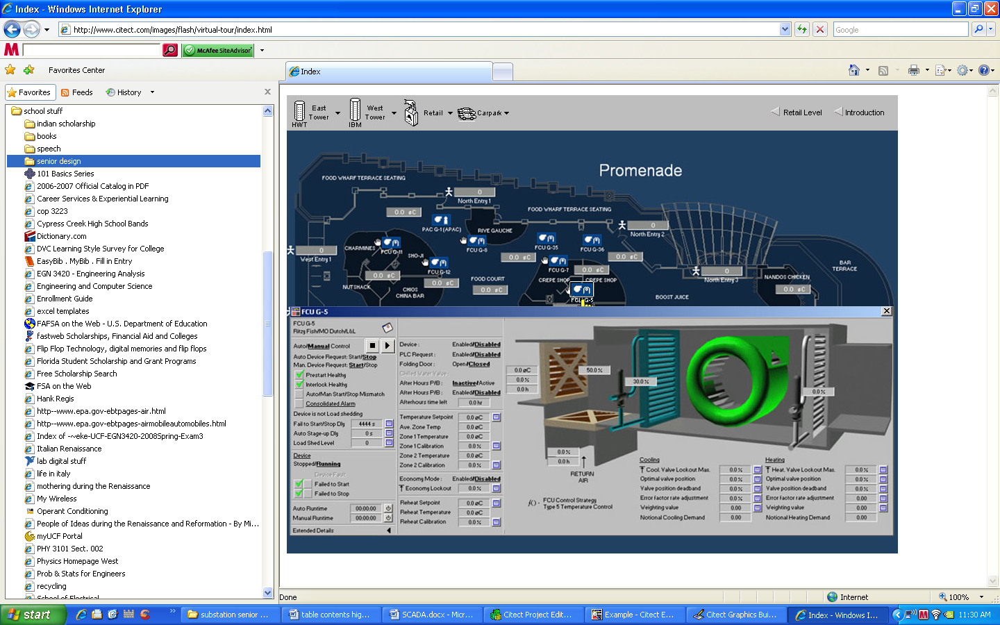 Index - Windows Internet Explorer
http://www.citect.com/images/flash/virtual-tour/index.html
Google
McAfee SiteAdvisor
Favorites Center
Index
Favorites Feeds History
school stuff
indian scholarship
books
speech
senior design
101 Basics Series
2006-2007 Official Catalog in PDF
Career Services & Experiential Learning
cop 3223
Cypress Creek High School Bands
Dictionary.com
DVC Learning Style Survey for College
EasyBib . MyBib . Fill in Entry
EGN 3420 - Engineering Analysis
Engineering and Computer Science
Enrollment Guide
excel templates
FAFSA on the Web - U.S. Department of Education
fastweb Scholarships, Financial Aid and Colleges
Flip Flop Technology, digital memories and flip flops
Florida Student Scholarship and Grant Programs
Free Scholarship Search
FSA on the Web
Hank Regis
http--www.epa.gov-ebtpages-air.html
http--www.epa.gov-ebtpages-airmobileautomobiles.html
Index of -~eke-UCF-EGN3420-2008Spring-Exam3
Italian Renaissance
lab digital stuff
life in italy
mothering during the Renaissance
My Wireless
Operant Conditioning
People of Ideas during the Renaissance and Reformation - By Mi...
myUCF Portal
PHY 3101 Sect. 002
Physics Homepage West
Prob & Stats for Engineers
recycling
School of Electrical
East Tower
HWT
West Tower
IBM
Retail
Carpark
Retail Level
Introduction
Promenade
FOOD WHARF TERRACE SEATING
0
North Entry 1
0.0 øC
FOOD WHARF TERRACE SEATING
PAC G-1(APAC)
RIVE GAUCHE
0
North Entry 2
CHARMINES
FCU G-11
FCU G-8
FCU G-35
FCU G-36
0
West Entry 1
SHO-JI
0.0 øC
0.0 øC
FCU G-12
FCU G-7
0.0 øC
BAR TERRACE
0.0 øC
0.0 øC
FOOD COURT
CREPE SHOP
CREPE SHOP
0
North Entry 3
NANDOS CHICKEN
NUTSHACK
CHIOS
CHINA BAR
0.0 øC
FCU G-5
BOOST JUICE
0.0 øC
FCU G-5
FCU G-5
Ritzy Fish/MO Dutch/L&L
Auto/Manual Control
Auto Device Request: Start/Stop
Man. Device Request: Start/Stop
Prestart Healthy
Interlock Healthy
Auto/Man Start/Stop Mismatch
Consolidated Alarm
Device is not Load shedding
Fail to Start/Stop Dly 4444 s
Auto Stage-up Dly 0 s
Load Shed Level 0
Device
Stopped/Running
Device Fault
Failed to Start
Failed to Stop
Auto Runtime 00:00:00
Manual Runtime 00:00:00
Extended Details
Device : Enabled/Disabled
PLC Request : Enabled/Disabled
Folding Door : Open/Closed
Chilled Water Valve :
After Hours P/B : Inactive/Active
After Hours P/B : Enabled/Disabled
Afterhours time left 0.0 hr
Temperature Setpoint 0.0 øC
Ave. Zone Temp 0.0 øC
Zone 1 Temperature 0.0 øC
Zone 1 Calibration 0.0 %
Zone 2 Temperature 0.0 øC
Zone 2 Calibration 0.0 %
Economy Mode : Enabled/Disabled
Economy Lockout 0.0 %
Reheat Setpoint 0.0 øC
Reheat Temperature 0.0 øC
Reheat Calibration 0.0 %
0.0 øC
0.0 %
0.0 h
50.0 %
30.0 %
0.0 %
0.0 %
0.0 h
RETURN AIR
f() - FCU Control Strategy
Type 5 Temperature Control
Cooling
Cool. Valve Lockout Max. 0.0 %
Optimal valve position 0.0 %
Valve position deadband 0.0 %
Error factor rate adjustment 0.00
Weighting value 0.00
Notional Cooling Demand 0.00
Heating
Heat. Valve Lockout Max. 0.0 %
Optimal valve position 0.0 %
Valve position deadband 0.0 %
Error factor rate adjustment 0.00
Weighting value 0.00
Notional Heating Demand 0.00
Done
Internet
100%
start
substation senior ...
table contents hig...
SCADA.docx - Micr...
Citect Project Edit...
Example - Citect E...
Citect Graphics Bui...
Index - Windows I...
11:30 AM